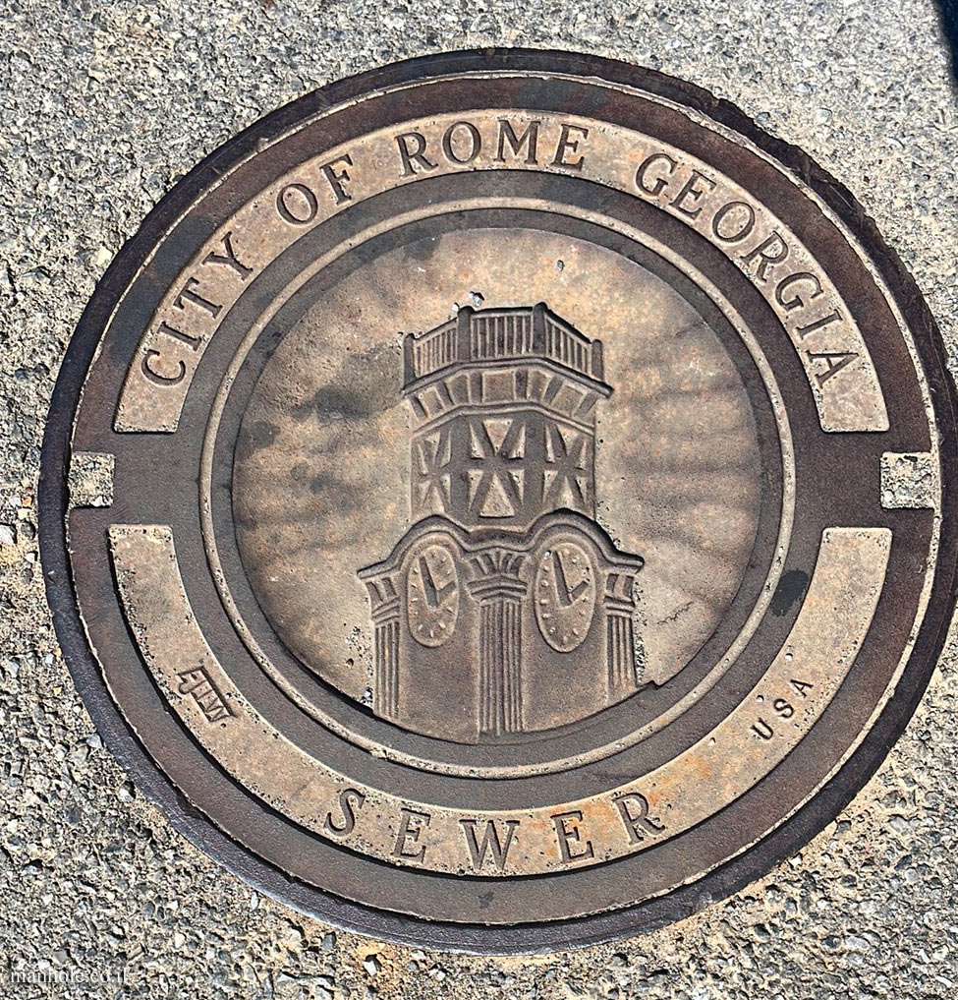 CITY OF ROME GEORGIA
EJIW
USA
SEWER
manhole.co.il